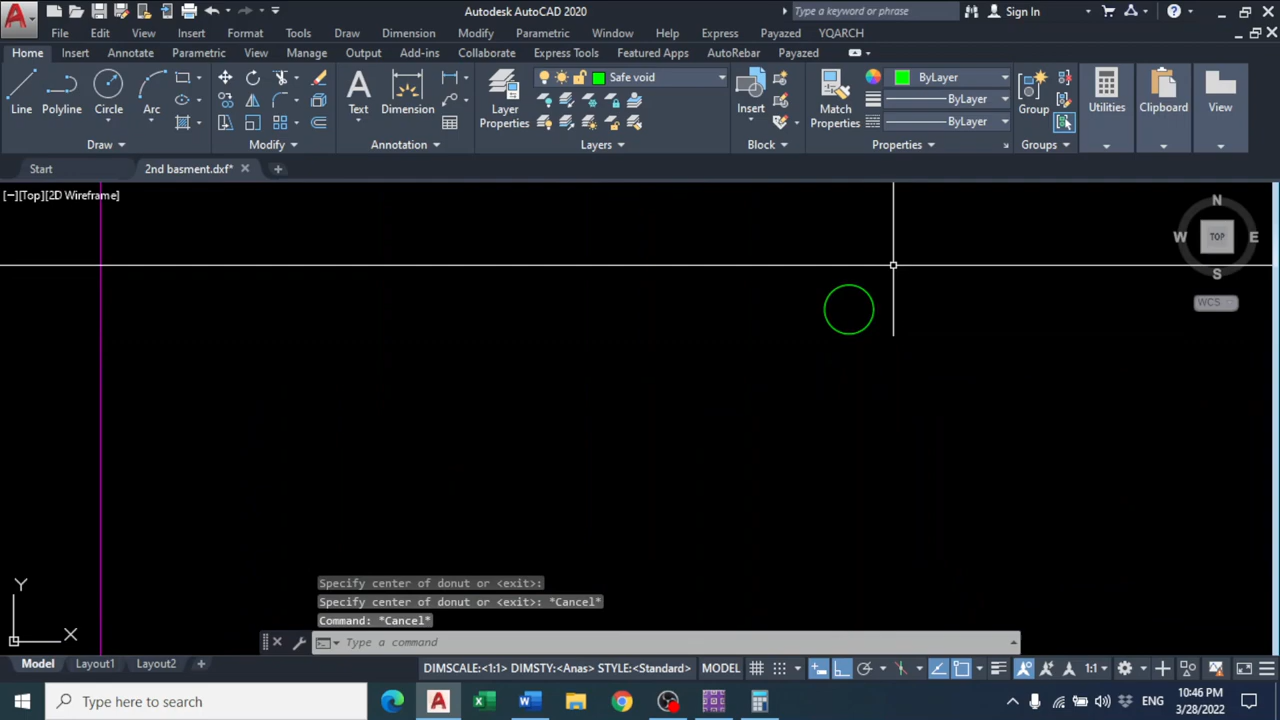 Autodesk AutoCAD 2020
Type a keyword or phrase
Sign In
File Edit View Insert Format Tools Draw Dimension Modify Parametric Window Help Express Payazed YQARCH
Home Insert Annotate Parametric View Manage Output Add-ins Collaborate Express Tools Featured Apps AutoRebar Payazed
Safe void
ByLayer
ByLayer
ByLayer
Line Polyline Circle Arc
Text Dimension
Layer Properties
Insert
Match Properties
Group
Utilities Clipboard View
Draw Modify Annotation Layers Block Properties Groups
Start 2nd basment.dxf*
[−][Top][2D Wireframe]
N
W TOP E
S
WCS
Specify center of donut or <exit>:
Specify center of donut or <exit>: *Cancel*
Command: *Cancel*
Type a command
Y
X
Model Layout1 Layout2
DIMSCALE:<1:1> DIMSTY:<Anas> STYLE:<Standard> MODEL 1:1
Type here to search
ENG
10:46 PM
3/28/2022